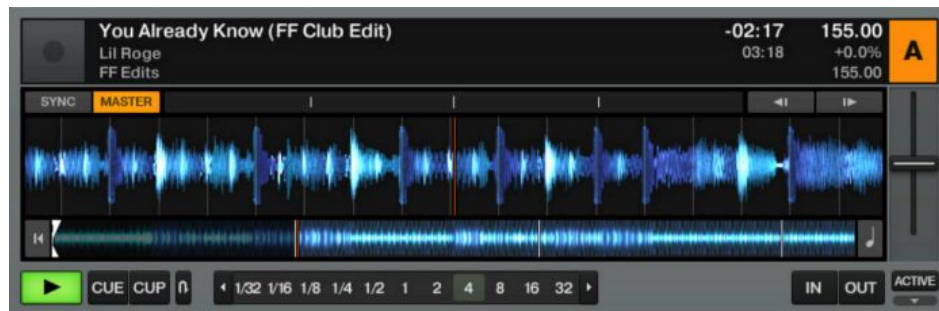 You Already Know (FF Club Edit) -02:17 155.00
Lil Roge 03:18 +0.0%
FF Edits 155.00
A
SYNC MASTER
CUE CUP 1/32 1/16 1/8 1/4 1/2 1 2 4 8 16 32 IN OUT ACTIVE